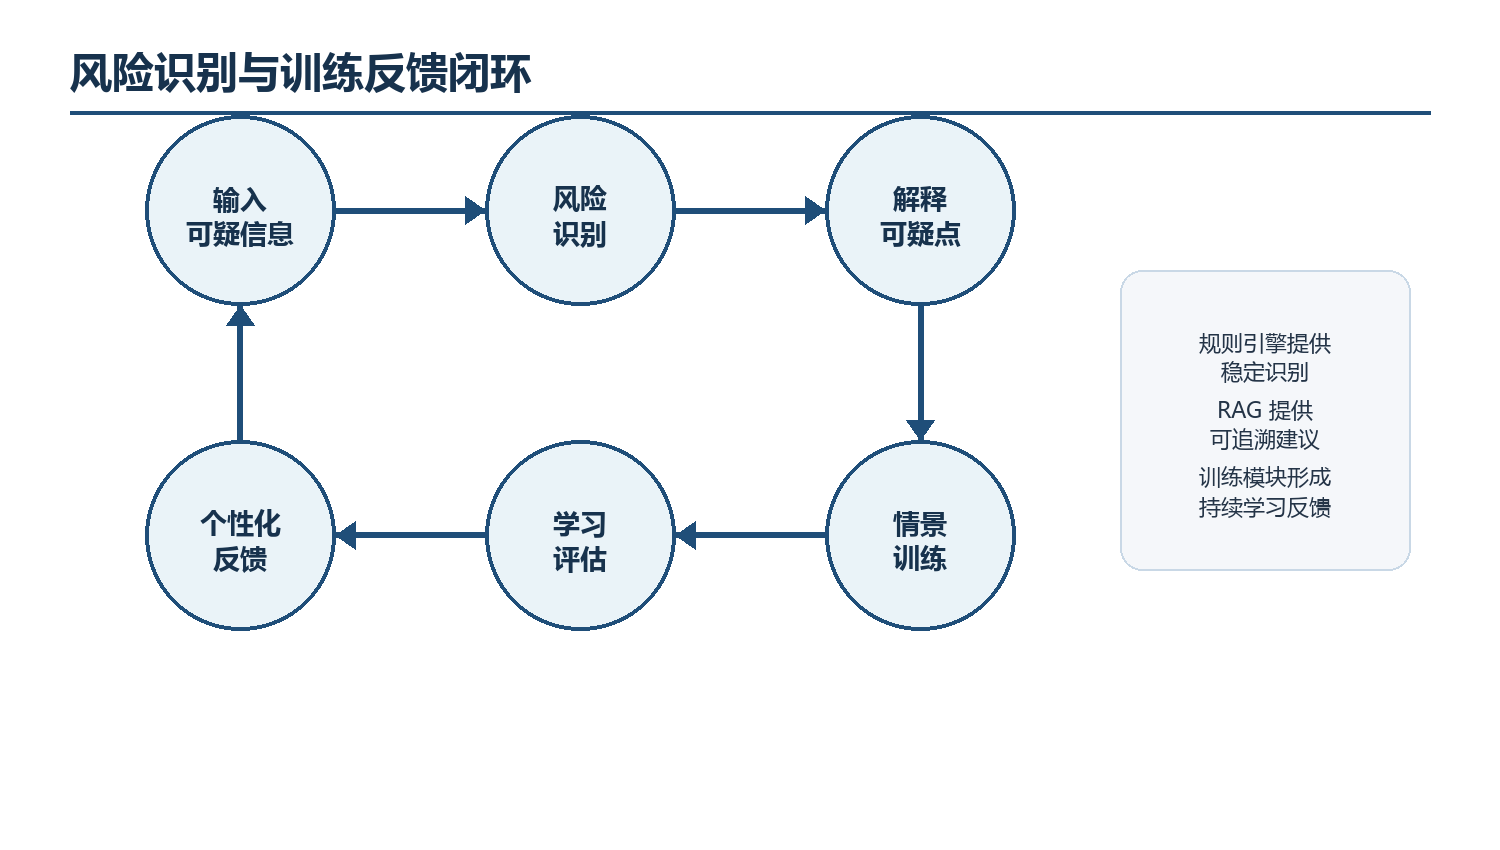 风险识别与训练反馈闭环
输入
可疑信息
风险
识别
解释
可疑点
情景
训练
学习
评估
个性化
反馈
规则引擎提供
稳定识别
RAG 提供
可追溯建议
训练模块形成
持续学习反馈